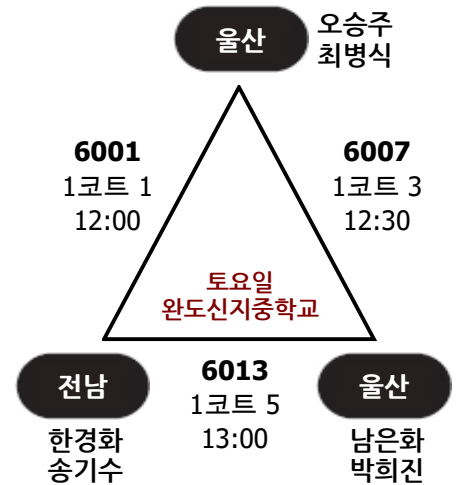 울산
오승주
최병식
6001
1코트 1
12:00
6007
1코트 3
12:30
토요일
완도신지중학교
전남
한경화
송기수
6013
1코트 5
13:00
울산
남은화
박희진